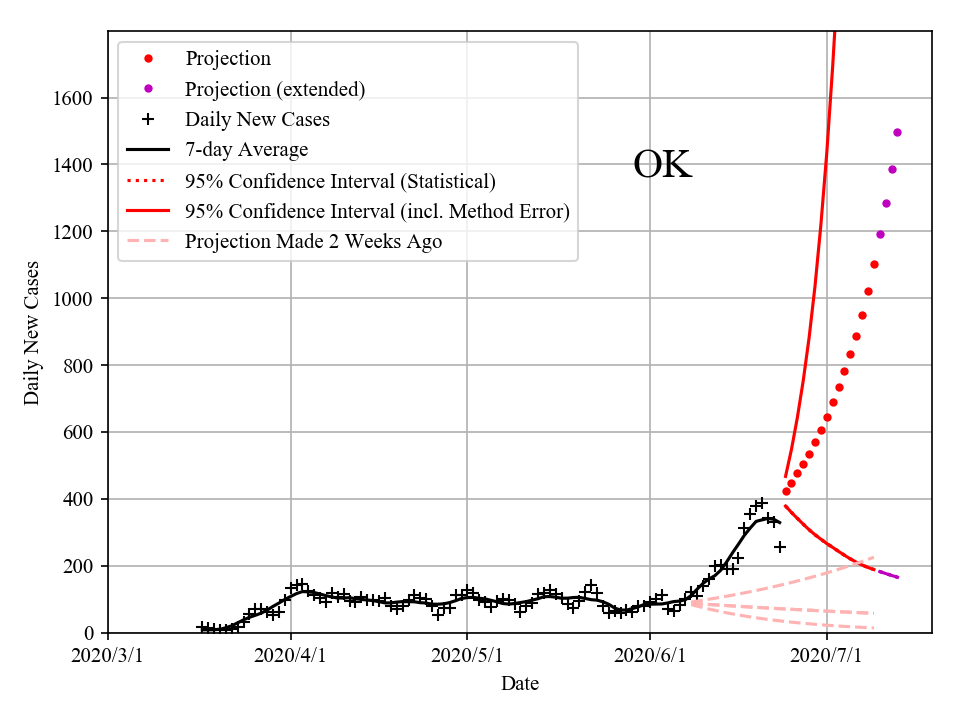 Projection
Projection (extended)
Daily New Cases
7-day Average
95% Confidence Interval (Statistical)
95% Confidence Interval (incl. Method Error)
Projection Made 2 Weeks Ago
OK
1600
1400
1200
1000
800
600
400
200
0
Daily New Cases
2020/3/1
2020/4/1
2020/5/1
2020/6/1
2020/7/1
Date